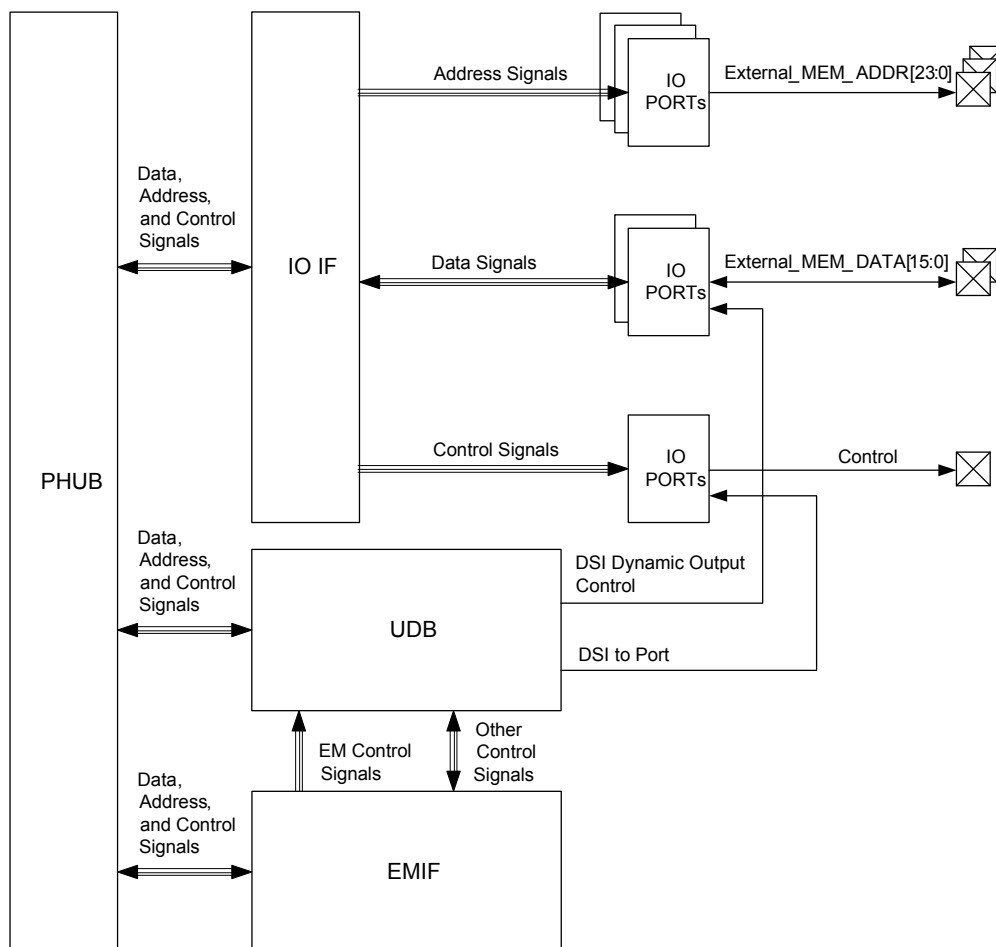 Address Signals
IO
PORTs
External_MEM_ADDR[23:0]
Data,
Address,
and Control
Signals
IO IF
Data Signals
IO
PORTs
External_MEM_DATA[15:0]
Control Signals
IO
PORTs
Control
PHUB
Data,
Address,
and Control
Signals
UDB
DSI Dynamic Output
Control
DSI to Port
EM Control
Signals
Other
Control
Signals
Data,
Address,
and Control
Signals
EMIF